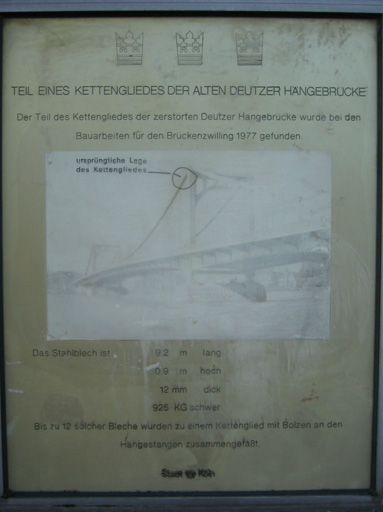 TEIL EINES KETTENGLIEDES DER ALTEN DEUTZER HÄNGEBRÜCKE
Der Teil des Kettengliedes der zerstörten Deutzer Hängebrücke wurde bei den
Bauarbeiten für den Brückenzwilling 1977 gefunden.
ursprüngliche Lage
des Kettengliedes
Das Stahlblech ist 9.2 m lang
0.9 m hoch
12 mm dick
925 KG schwer
Bis zu 12 solcher Bleche wurden zu einem Kettenglied mit Bolzen an den
Hängestangen zusammengefaßt.
Stadt Köln